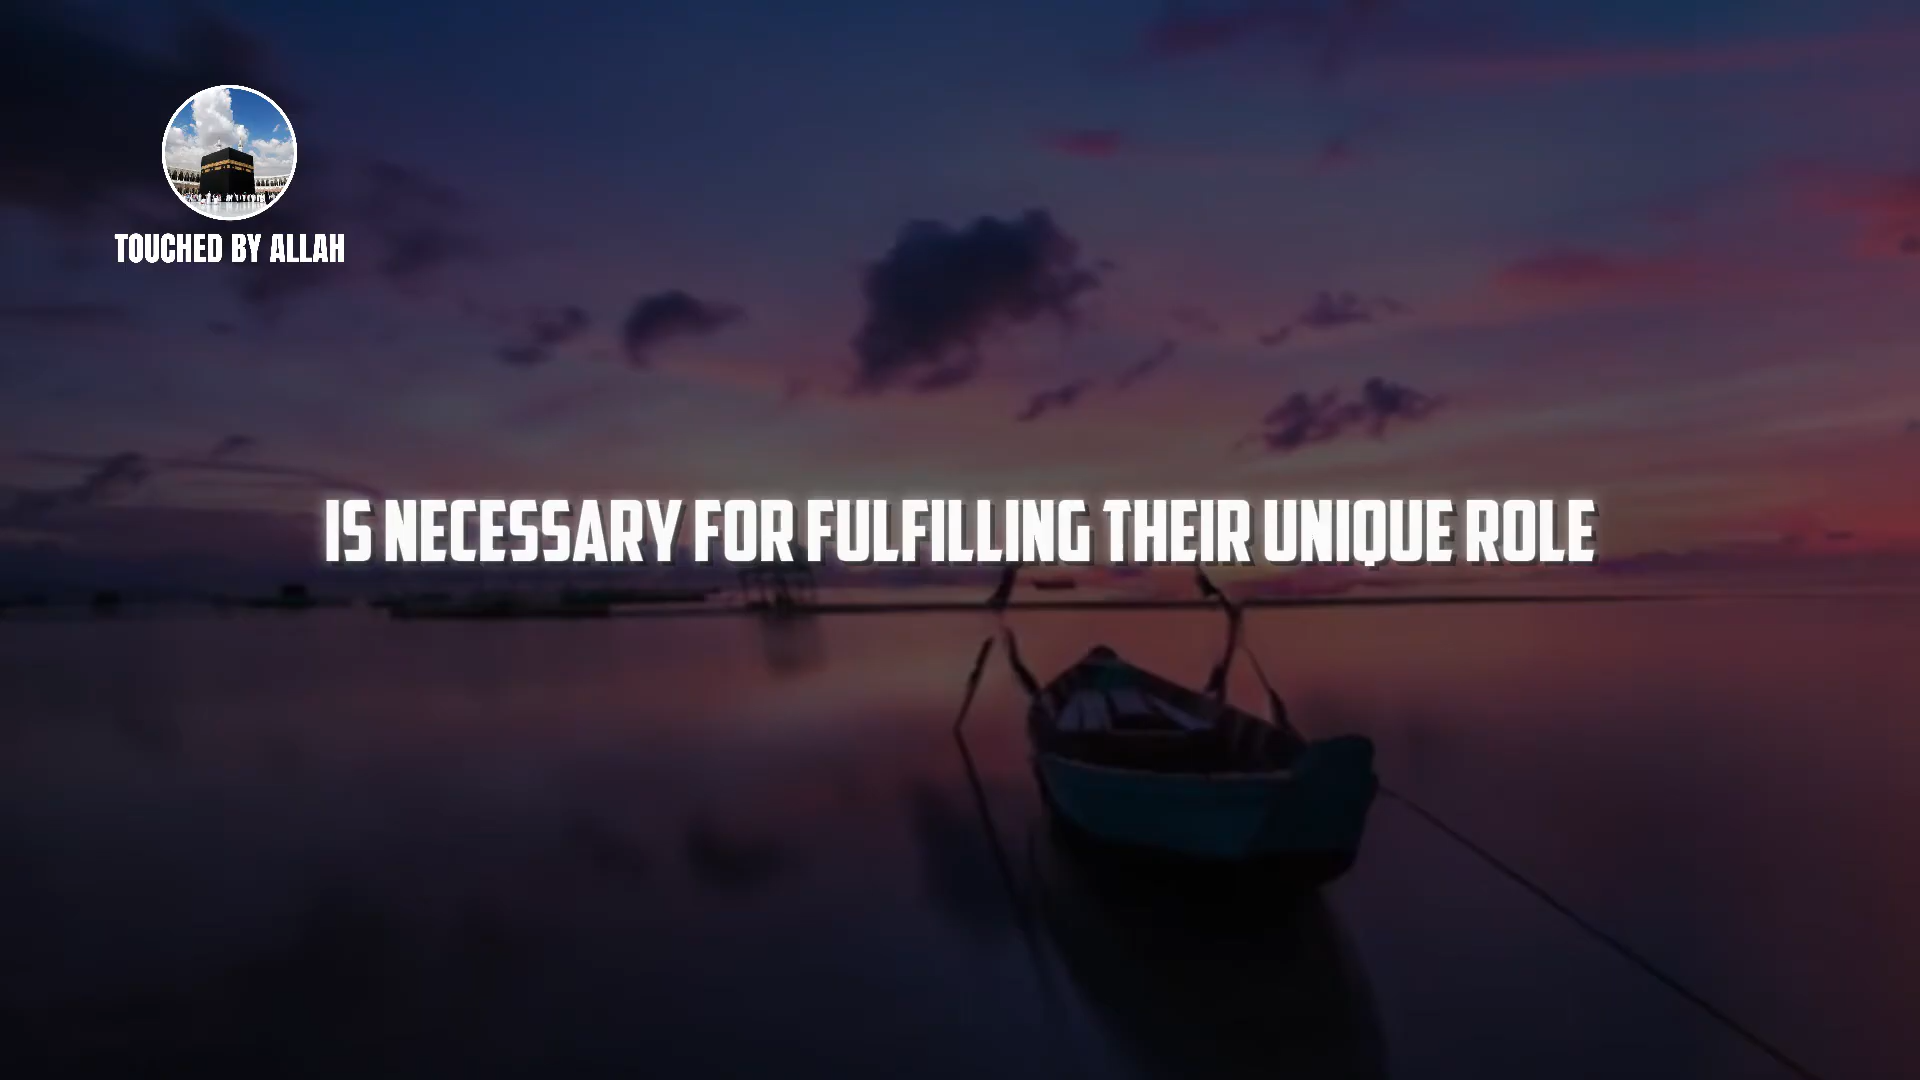 TOUCHED BY ALLAH
IS NECESSARY FOR FULFILLING THEIR UNIQUE ROLE